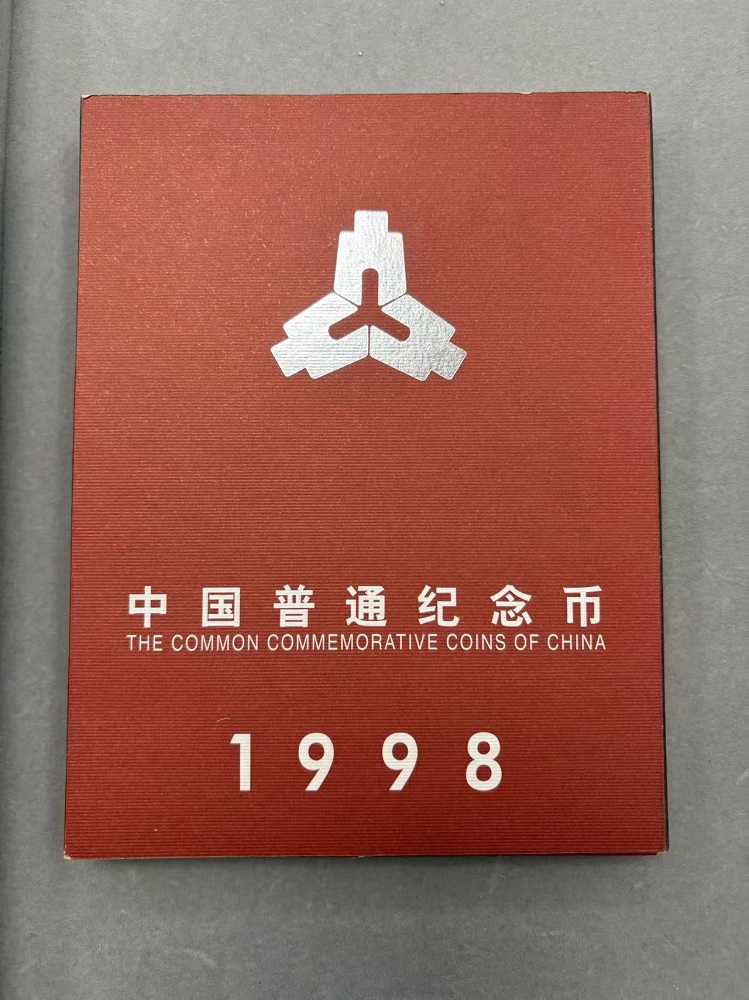 中国普通纪念币
THE COMMON COMMEMORATIVE COINS OF CHINA
1998